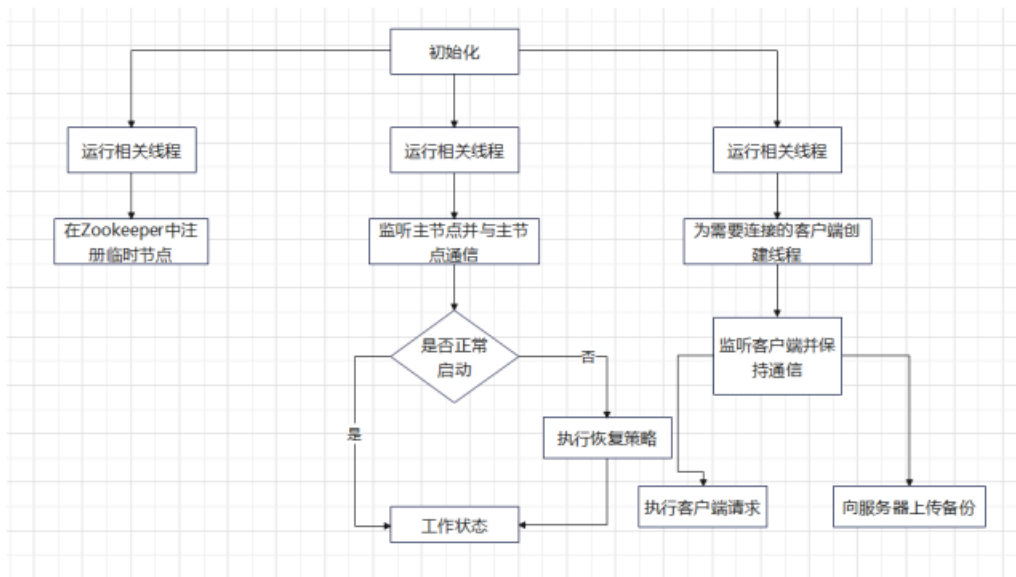 初始化
运行相关线程
运行相关线程
运行相关线程
在Zookeeper中注
册临时节点
监听主节点并与主节
点通信
为需要连接的客户端创
建线程
是否正常
启动
监听客户端并保
持通信
否
是
执行恢复策略
执行客户端请求
向服务器上传备份
工作状态